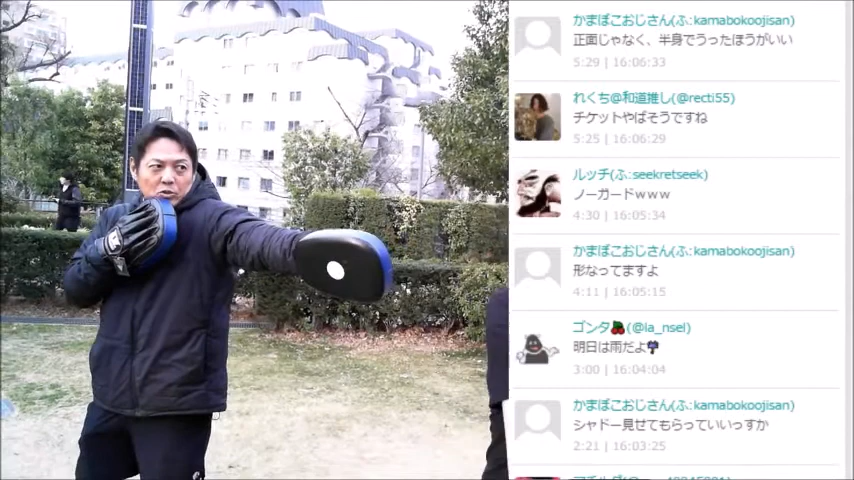 かまぼこおじさん(ふ:kamabokoojisan)
正面じゃなく、半身でうったほうがいい
5:29 | 16:06:33
れくち@和道推し(@recti55)
チケットやばそうですね
5:25 | 16:06:29
ルッチ(ふ:seekretseek)
ノーガードｗｗｗ
4:30 | 16:05:34
かまぼこおじさん(ふ:kamabokoojisan)
形なってますよ
4:11 | 16:05:15
ゴンタ🍒(@la_nsel)
明日は雨だよ☔
3:00 | 16:04:04
かまぼこおじさん(ふ:kamabokoojisan)
シャドー見せてもらっていいっすか
2:21 | 16:03:25